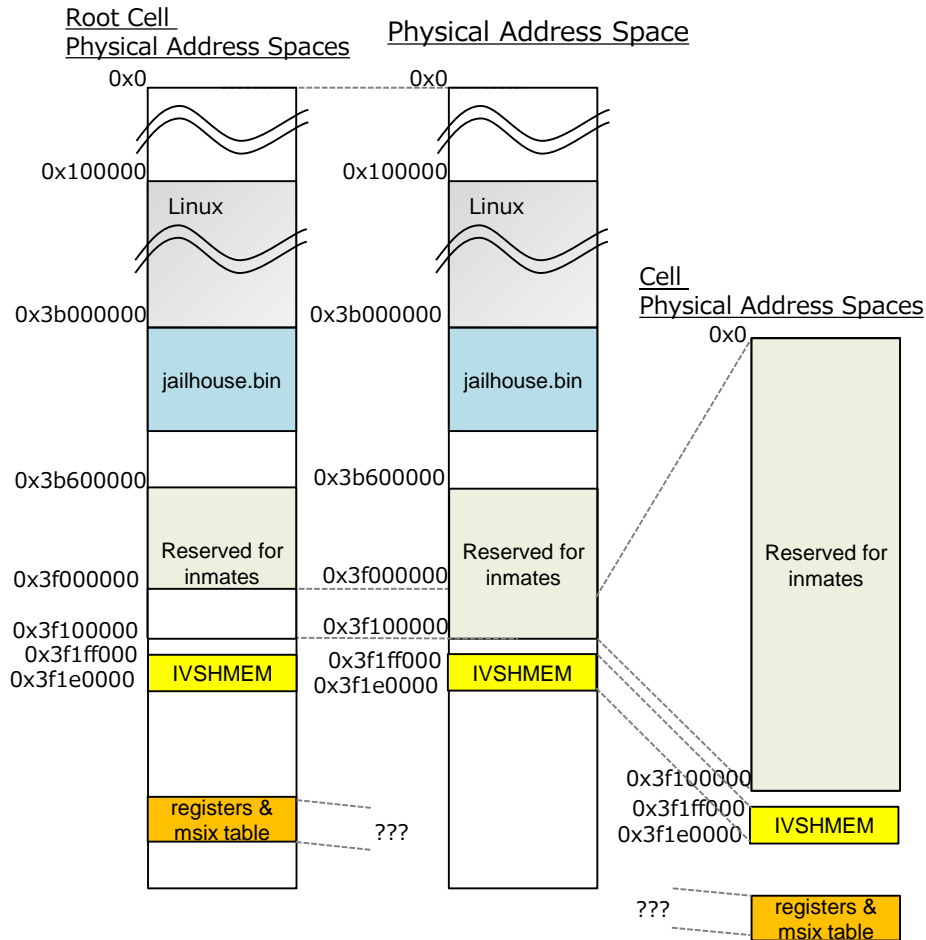 Root Cell
Physical Address Spaces
0x0
0x100000
Linux
0x3b000000
jailhouse.bin
0x3b600000
Reserved for
inmates
0x3f000000
0x3f100000
0x3f1ff000
0x3f1e0000
IVSHMEM
registers &
msix table
???
Physical Address Space
0x0
0x100000
Linux
0x3b000000
jailhouse.bin
0x3b600000
Reserved for
inmates
0x3f000000
0x3f100000
0x3f1ff000
0x3f1e0000
IVSHMEM
Cell
Physical Address Spaces
0x0
Reserved for
inmates
0x3f100000
0x3f1ff000
0x3f1e0000
IVSHMEM
???
registers &
msix table